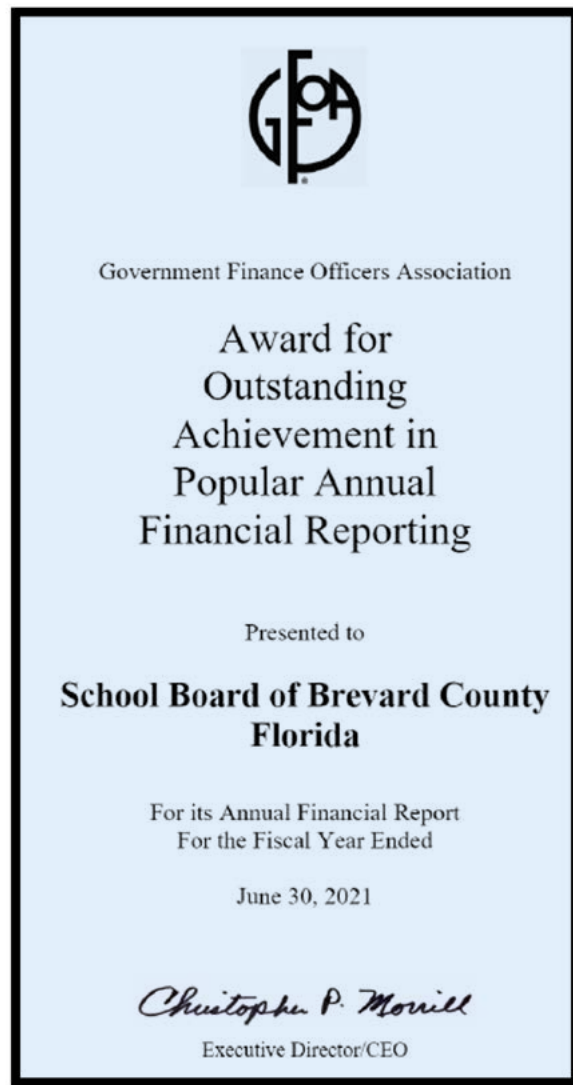 GFOA
Government Finance Officers Association
Award for
Outstanding
Achievement in
Popular Annual
Financial Reporting
Presented to
School Board of Brevard County
Florida
For its Annual Financial Report
For the Fiscal Year Ended
June 30, 2021
Christopher P. Morrill
Executive Director/CEO